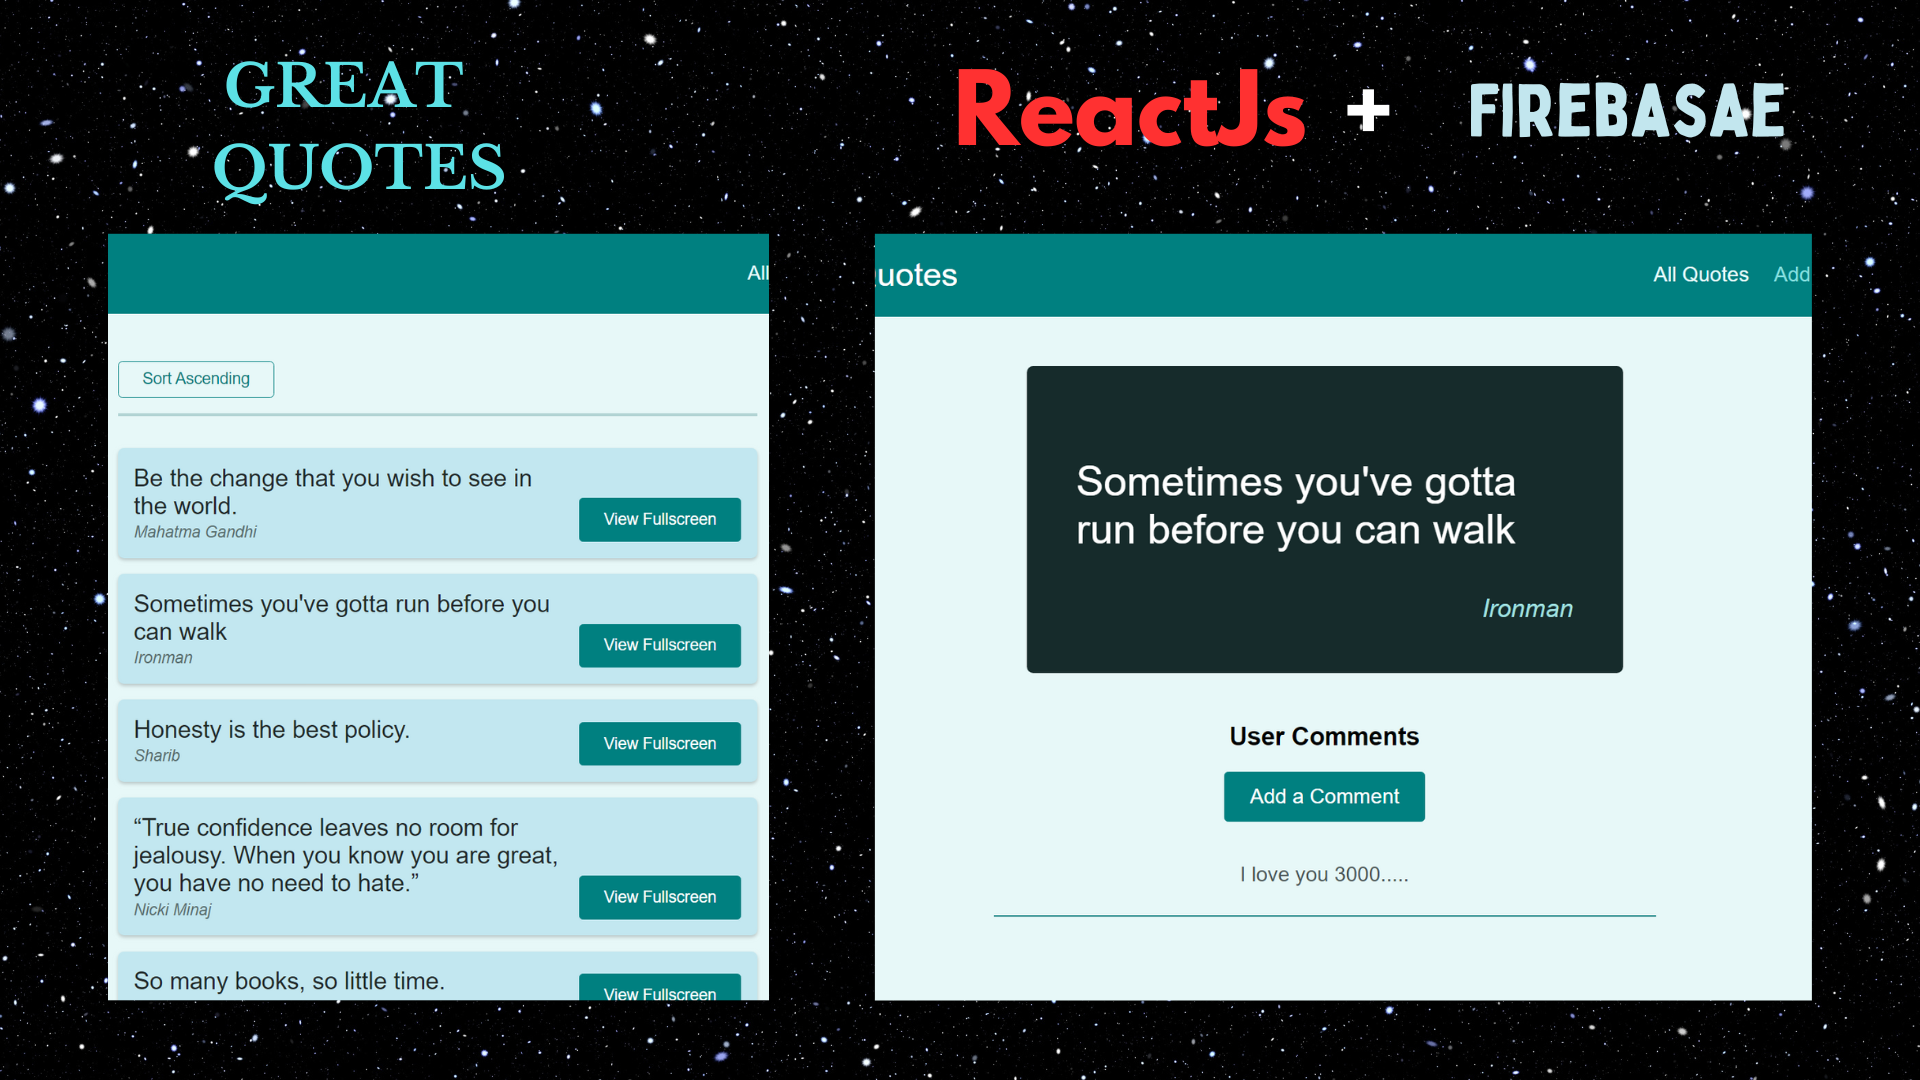 GREAT
QUOTES
ReactJs + FIREBASAE
All
Sort Ascending
Be the change that you wish to see in
the world.
Mahatma Gandhi
View Fullscreen
Sometimes you've gotta run before you
can walk
Ironman
View Fullscreen
Honesty is the best policy.
Sharib
View Fullscreen
“True confidence leaves no room for
jealousy. When you know you are great,
you have no need to hate.”
Nicki Minaj
View Fullscreen
So many books, so little time.
View Fullscreen
uotes
All Quotes
Add
Sometimes you've gotta
run before you can walk
Ironman
User Comments
Add a Comment
I love you 3000.....